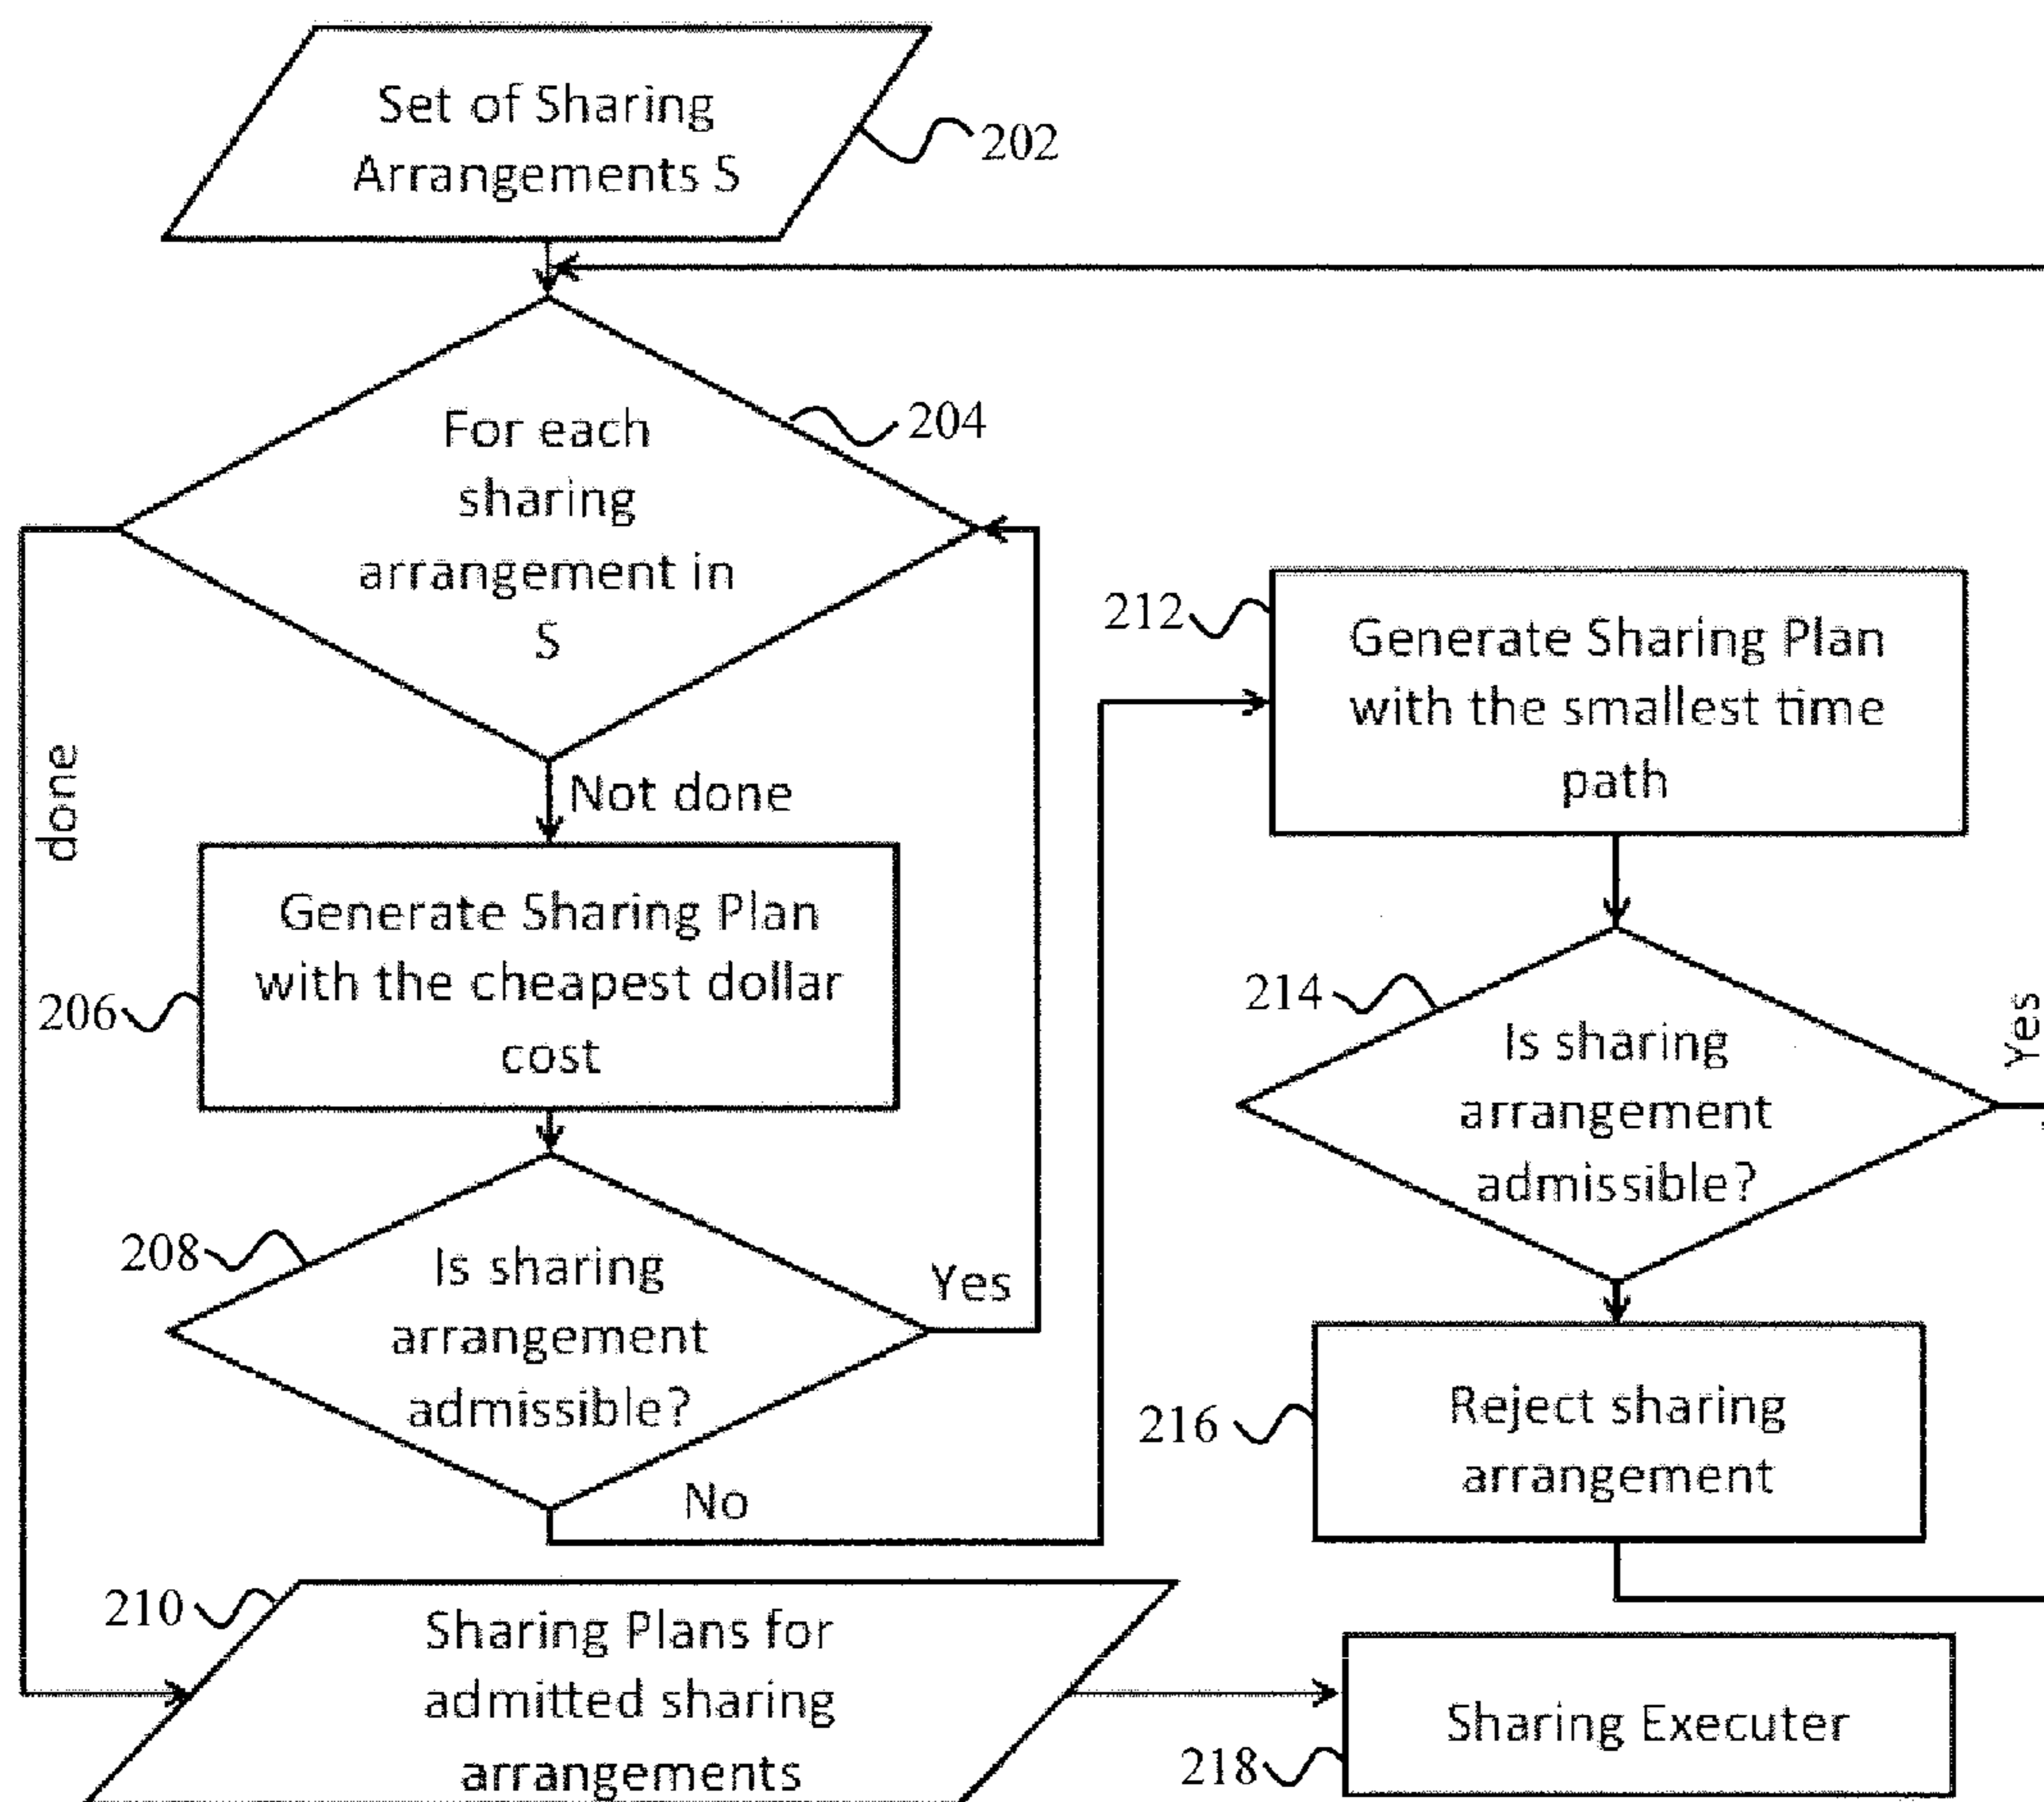 Set of Sharing
Arrangements S
202
For each
sharing
arrangement in
S
204
done
Not done
Generate Sharing Plan
with the cheapest dollar
cost
206
Is sharing
arrangement
admissible?
208
Yes
No
Sharing Plans for
admitted sharing
arrangements
210
212
Generate Sharing Plan
with the smallest time
path
214
Is sharing
arrangement
admissible?
Yes
216
Reject sharing
arrangement
Sharing Executer
218